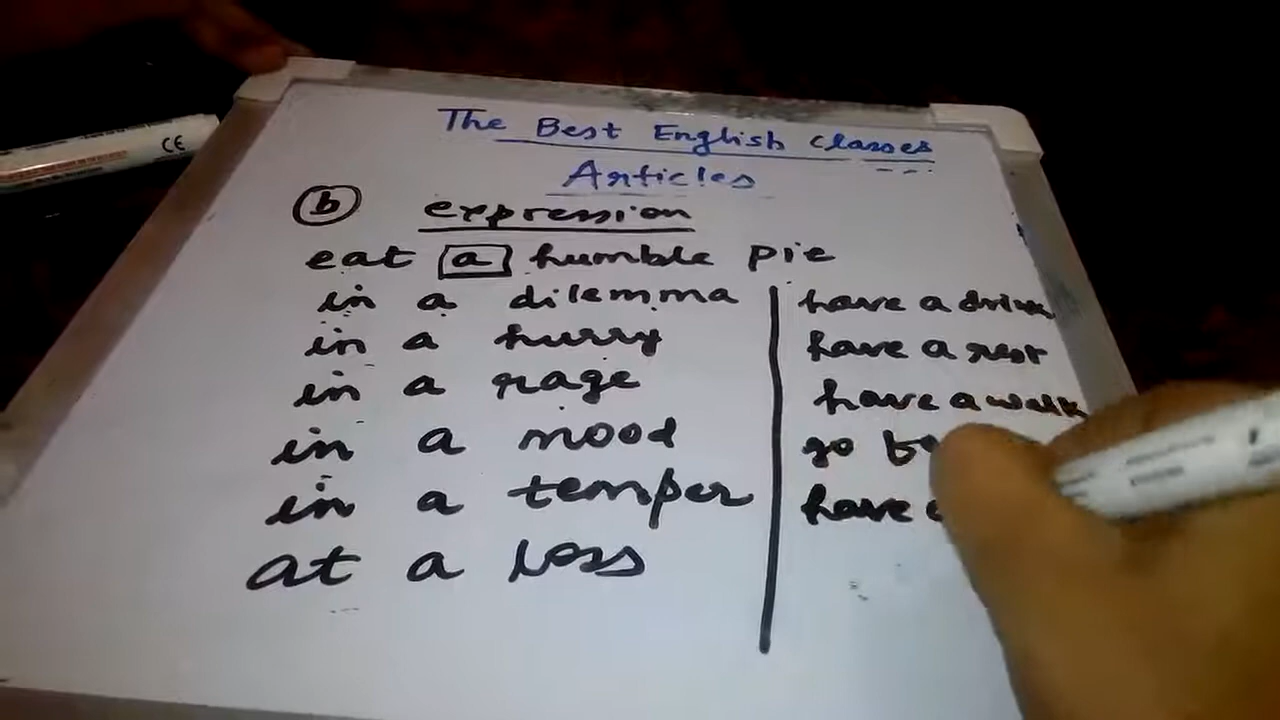 The Best English Classes
Articles
b expression
eat a humble pie
in a dilemma
in a hurry
in a rage
in a mood
in a temper
at a loss
have a drink
have a rest
have a walk
go
have
CE